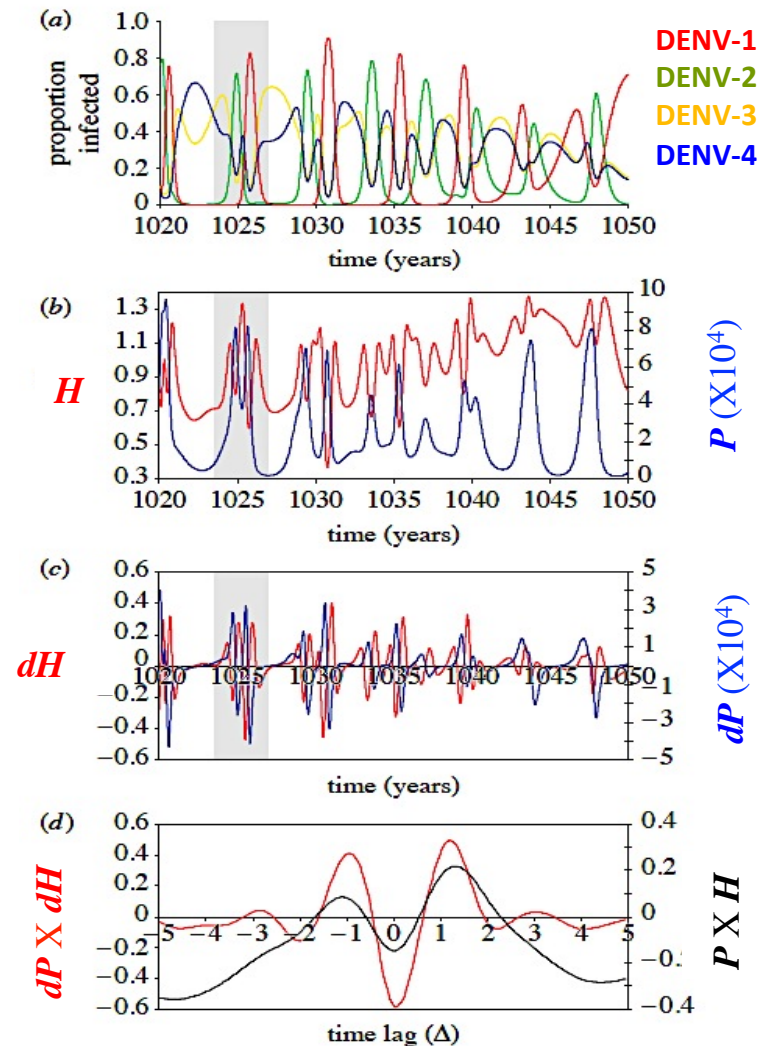 (a)
1.0
0.8
0.6
0.4
0.2
0
proportion
infected
1020 1025 1030 1035 1040 1045 1050
time (years)
DENV-1
DENV-2
DENV-3
DENV-4
(b)
1.3
1.1
0.9
0.7
0.5
0.3
H
10
8
6
4
2
0
P (X10⁴)
1020 1025 1030 1035 1040 1045 1050
time (years)
(c)
0.6
0.4
0.2
0
−0.2
−0.4
−0.6
dH
5
3
1
−1
−3
−5
dP (X10⁴)
1020 1025 1030 1035 1040 1045 1050
time (years)
(d)
0.6
0.4
0.2
0
−0.2
−0.4
−0.6
dP X dH
0.4
0.2
0
−0.4
P X H
−5 −4 −3 −2 −1 0 1 2 3 4 5
time lag (Δ)